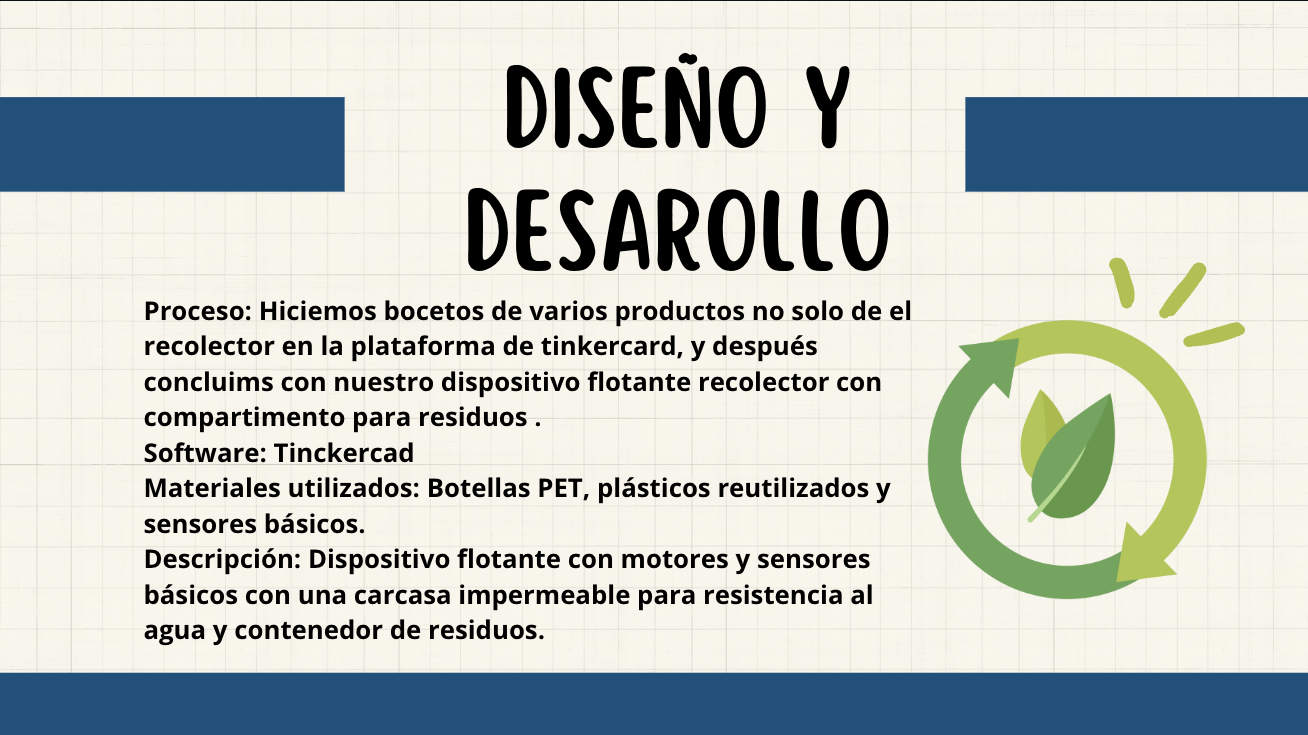 DISEÑO Y
DESAROLLO
Proceso: Hiciemos bocetos de varios productos no solo de el
recolector en la plataforma de tinkercard, y después
concluims con nuestro dispositivo flotante recolector con
compartimento para residuos .
Software: Tinckercad
Materiales utilizados: Botellas PET, plásticos reutilizados y
sensores básicos.
Descripción: Dispositivo flotante con motores y sensores
básicos con una carcasa impermeable para resistencia al
agua y contenedor de residuos.